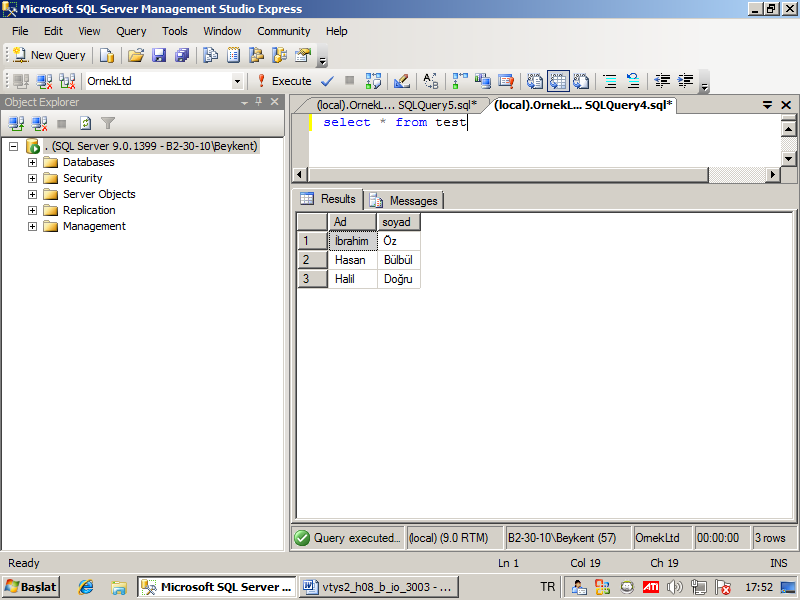 Microsoft SQL Server Management Studio Express
File Edit View Query Tools Window Community Help
New Query
OrnekLtd Execute
Object Explorer
. (SQL Server 9.0.1399 - B2-30-10\Beykent)
Databases
Security
Server Objects
Replication
Management
(local).OrnekL... SQLQuery5.sql* (local).OrnekL... SQLQuery4.sql*
select * from test
Results Messages
Ad soyad
1 İbrahim Öz
2 Hasan Bülbül
3 Halil Doğru
Query executed... (local) (9.0 RTM) B2-30-10\Beykent (57) OrnekLtd 00:00:00 3 rows
Ready Ln 1 Col 19 Ch 19 INS
Başlat Microsoft SQL Server ... vtys2_h08_b_io_3003 - ... TR ATI 17:52